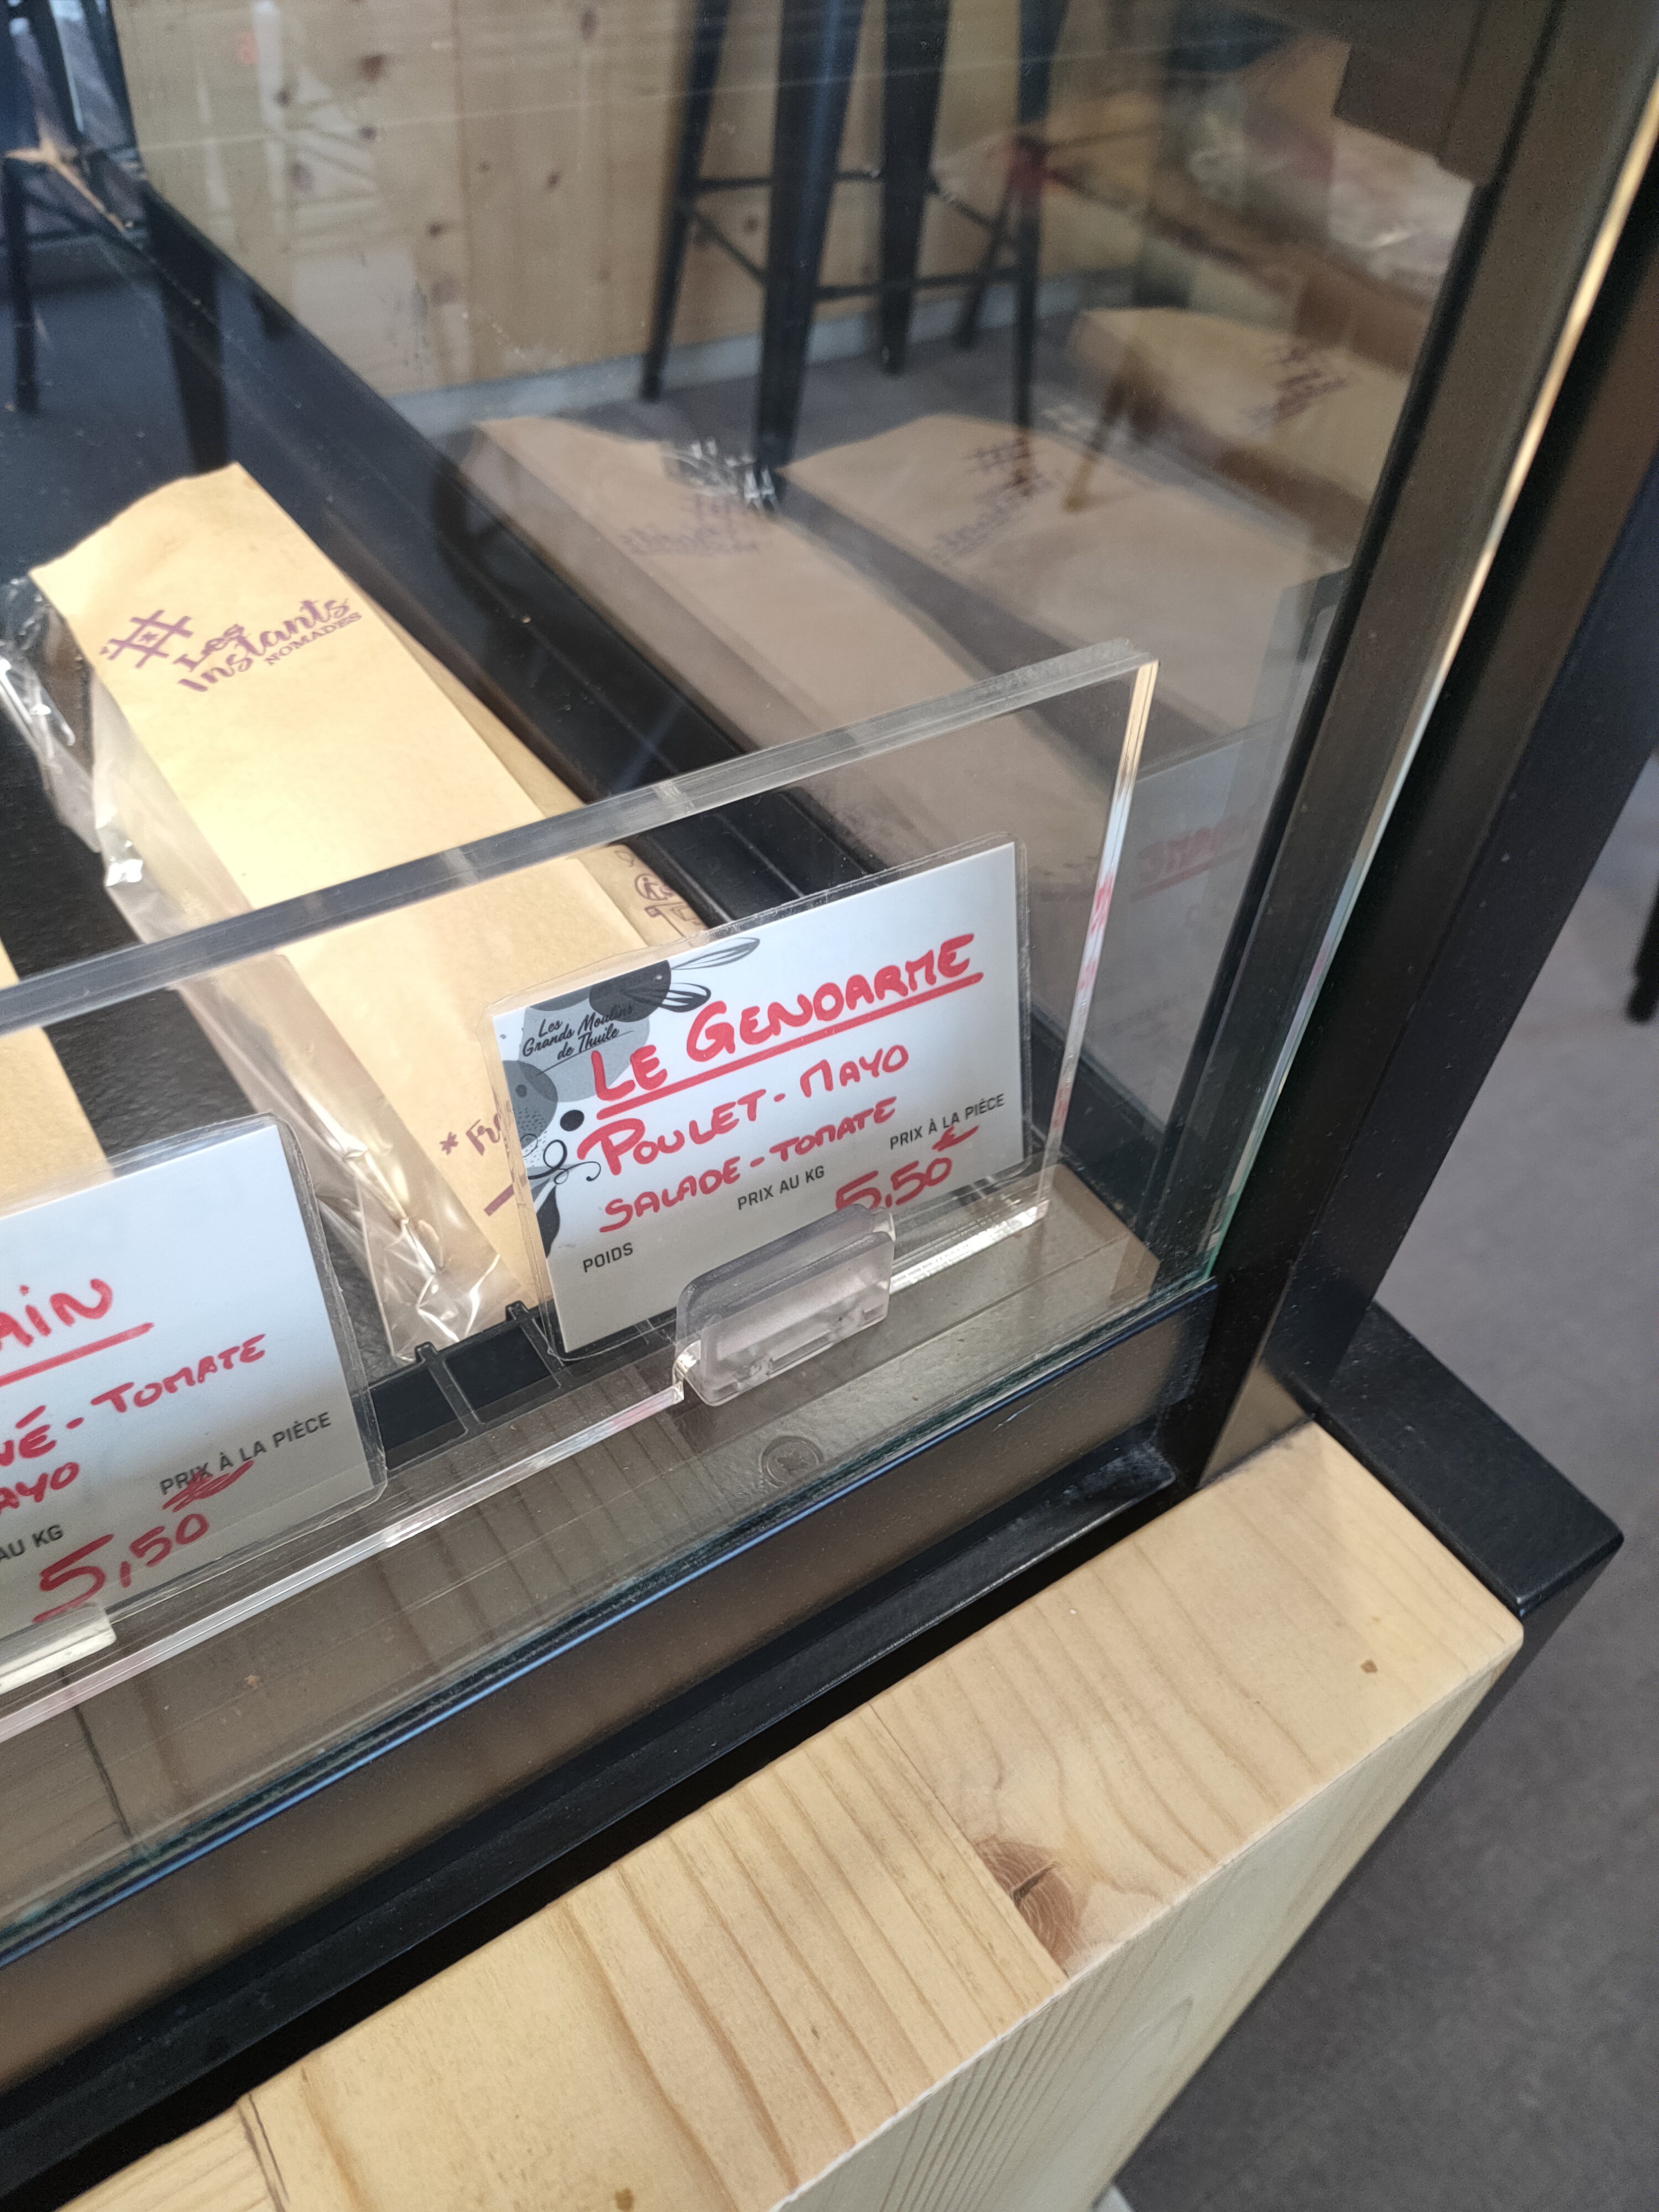 Les
Instants
NOMADES
Les
Grands Moulins
de Thuile
LE GENDARME
POULET - MAYO
SALADE - TOMATE
PRIX À LA PIÈCE
PRIX AU KG
5,50 €
POIDS
AIN
NÉ - TOMATE
AYO
PRIX À LA PIÈCE
AU KG
5,50